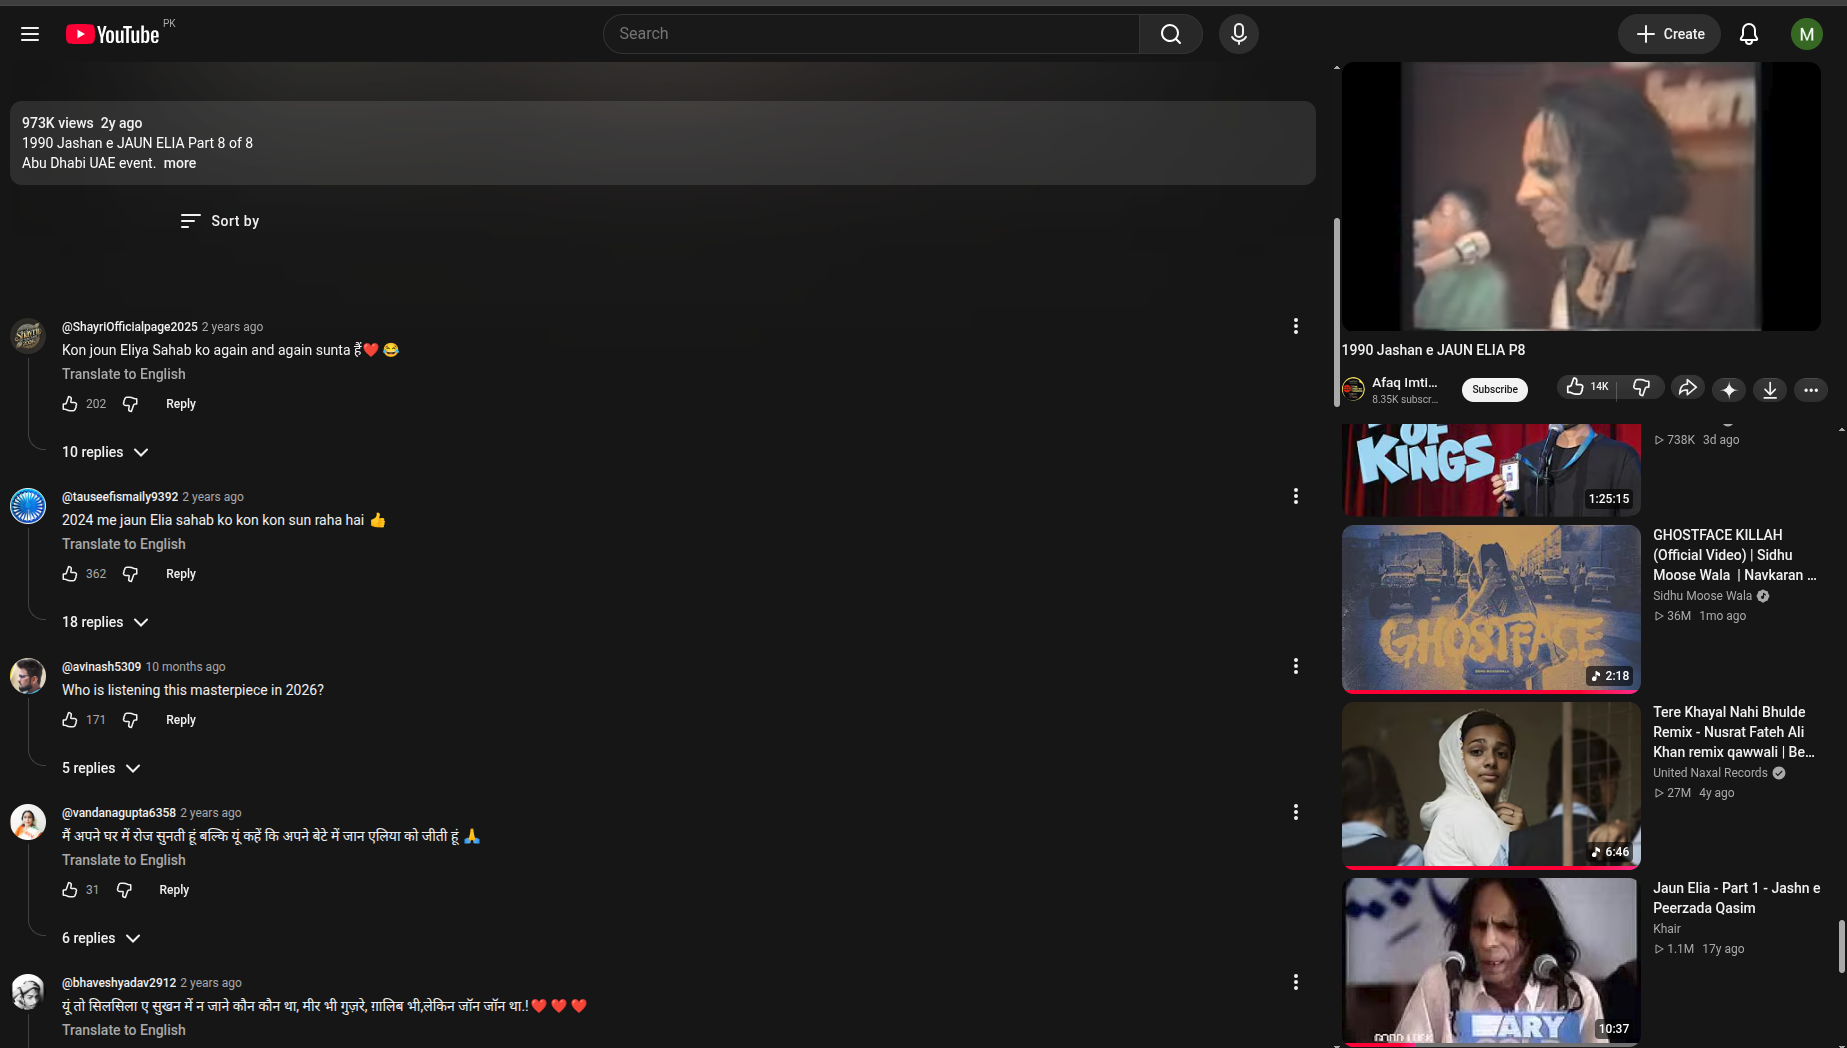 YouTube PK
Search
Create
M
973K views 2y ago
1990 Jashan e JAUN ELIA Part 8 of 8
Abu Dhabi UAE event. more
Sort by
@ShayriOfficialpage2025 2 years ago
Kon joun Eliya Sahab ko again and again sunta हैं❤️😂
Translate to English
202 Reply
10 replies
@tauseefismaily9392 2 years ago
2024 me jaun Elia sahab ko kon kon sun raha hai 👍
Translate to English
362 Reply
18 replies
@avinash5309 10 months ago
Who is listening this masterpiece in 2026?
171 Reply
5 replies
@vandanagupta6358 2 years ago
मैं अपने घर में रोज सुनती हूं बल्कि यूं कहें कि अपने बेटे में जान एलिया को जीती हूं 🙏
Translate to English
31 Reply
6 replies
@bhaveshyadav2912 2 years ago
यूं तो सिलसिला ए सुखन में न जाने कौन कौन था, मीर भी गुज़रे, ग़ालिब भी,लेकिन जॉन जॉन था.!❤️❤️❤️
Translate to English
1990 Jashan e JAUN ELIA P8
Afaq Imti...
8.35K subscr...
Subscribe
14K
OF
KINGS
1:25:15
738K 3d ago
GHOSTFACE
2:18
GHOSTFACE KILLAH
(Official Video) | Sidhu
Moose Wala | Navkaran ...
Sidhu Moose Wala
36M 1mo ago
6:46
Tere Khayal Nahi Bhulde
Remix - Nusrat Fateh Ali
Khan remix qawwali | Be...
United Naxal Records
27M 4y ago
ARY
GOOD LUCK
10:37
Jaun Elia - Part 1 - Jashn e
Peerzada Qasim
Khair
1.1M 17y ago